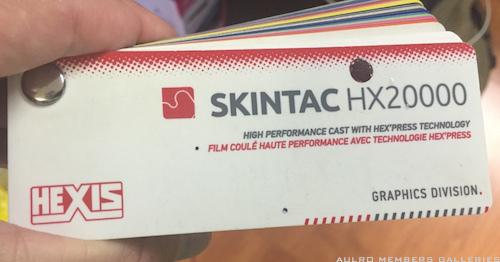 SKINTAC HX20000
HIGH PERFORMANCE CAST WITH HEX'PRESS TECHNOLOGY
FILM COULÉ HAUTE PERFORMANCE AVEC TECHNOLOGIE HEX'PRESS
HEXIS
GRAPHICS DIVISION.
AULRO MEMBERS GALLERIES